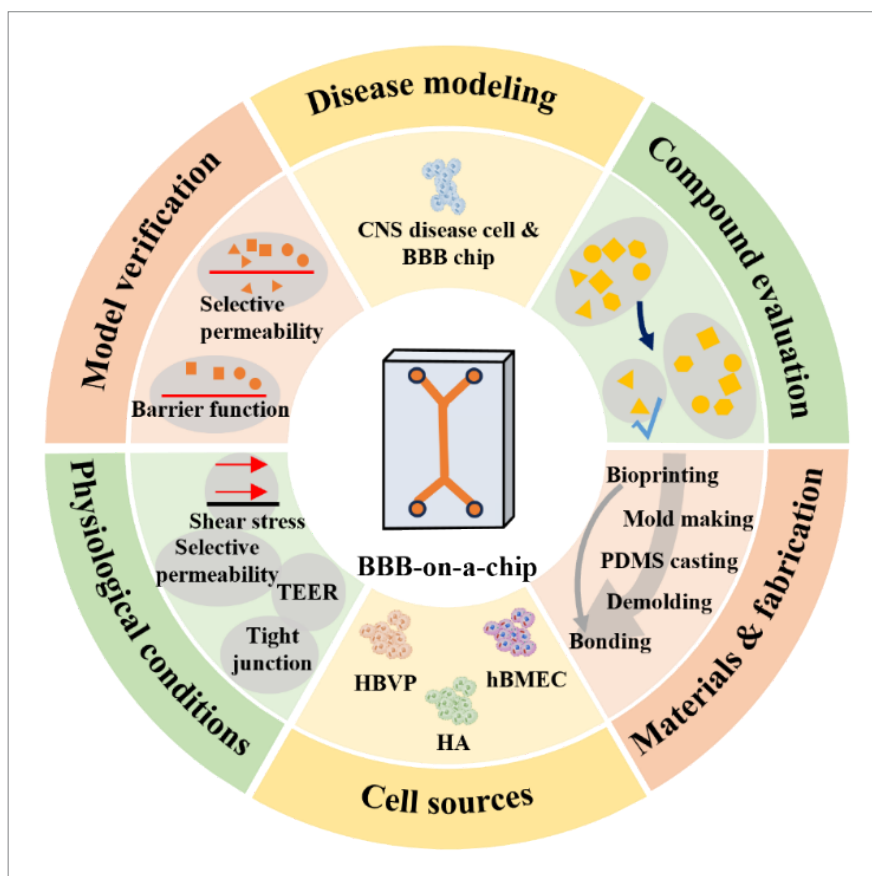 Disease modeling
CNS disease cell &
BBB chip
Compound evaluation
Materials & fabrication
Bioprinting
Mold making
PDMS casting
Demolding
Bonding
Cell sources
HBVP
hBMEC
HA
Physiological conditions
Shear stress
Selective
permeability
TEER
Tight
junction
Model verification
Selective
permeability
Barrier function
BBB-on-a-chip